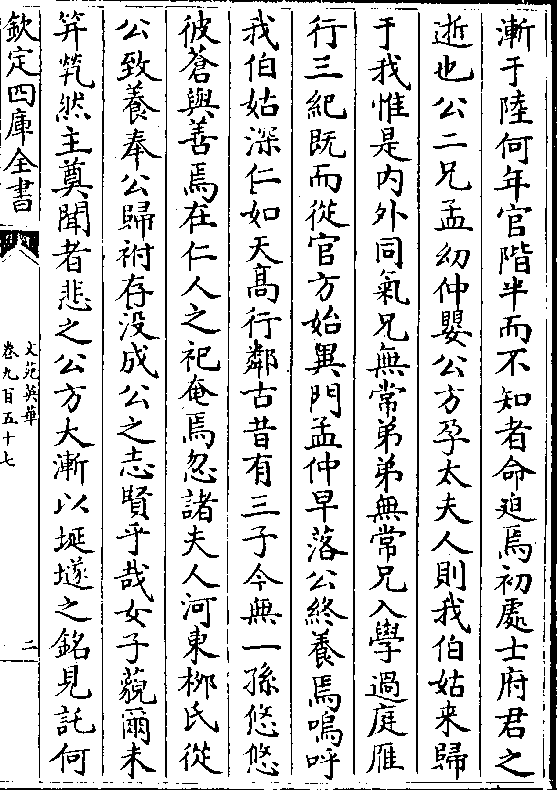 漸于陸何年官階半而不知者命迫焉初處士府君之
逝也公二兄孟幼仲嬰公方孕太夫人則我伯姑来歸
于我惟是内外同氣兄無常弟弟無常兄入學過庭雁
行三紀既而從官方始異門孟仲早落公終養焉嗚呼
我伯姑深仁如天髙行鄰古昔有三子今無一孫悠悠
彼蒼與善焉在仁人之祀奄焉忽諸夫人河東栁氏從
公致養奉公歸祔存没成公之志賢乎哉女子藐爾未
笄煢然主奠聞者悲之公方大漸以埏墜之銘見託何
欽定四庫全書
文苑英華
卷九百五十七
二